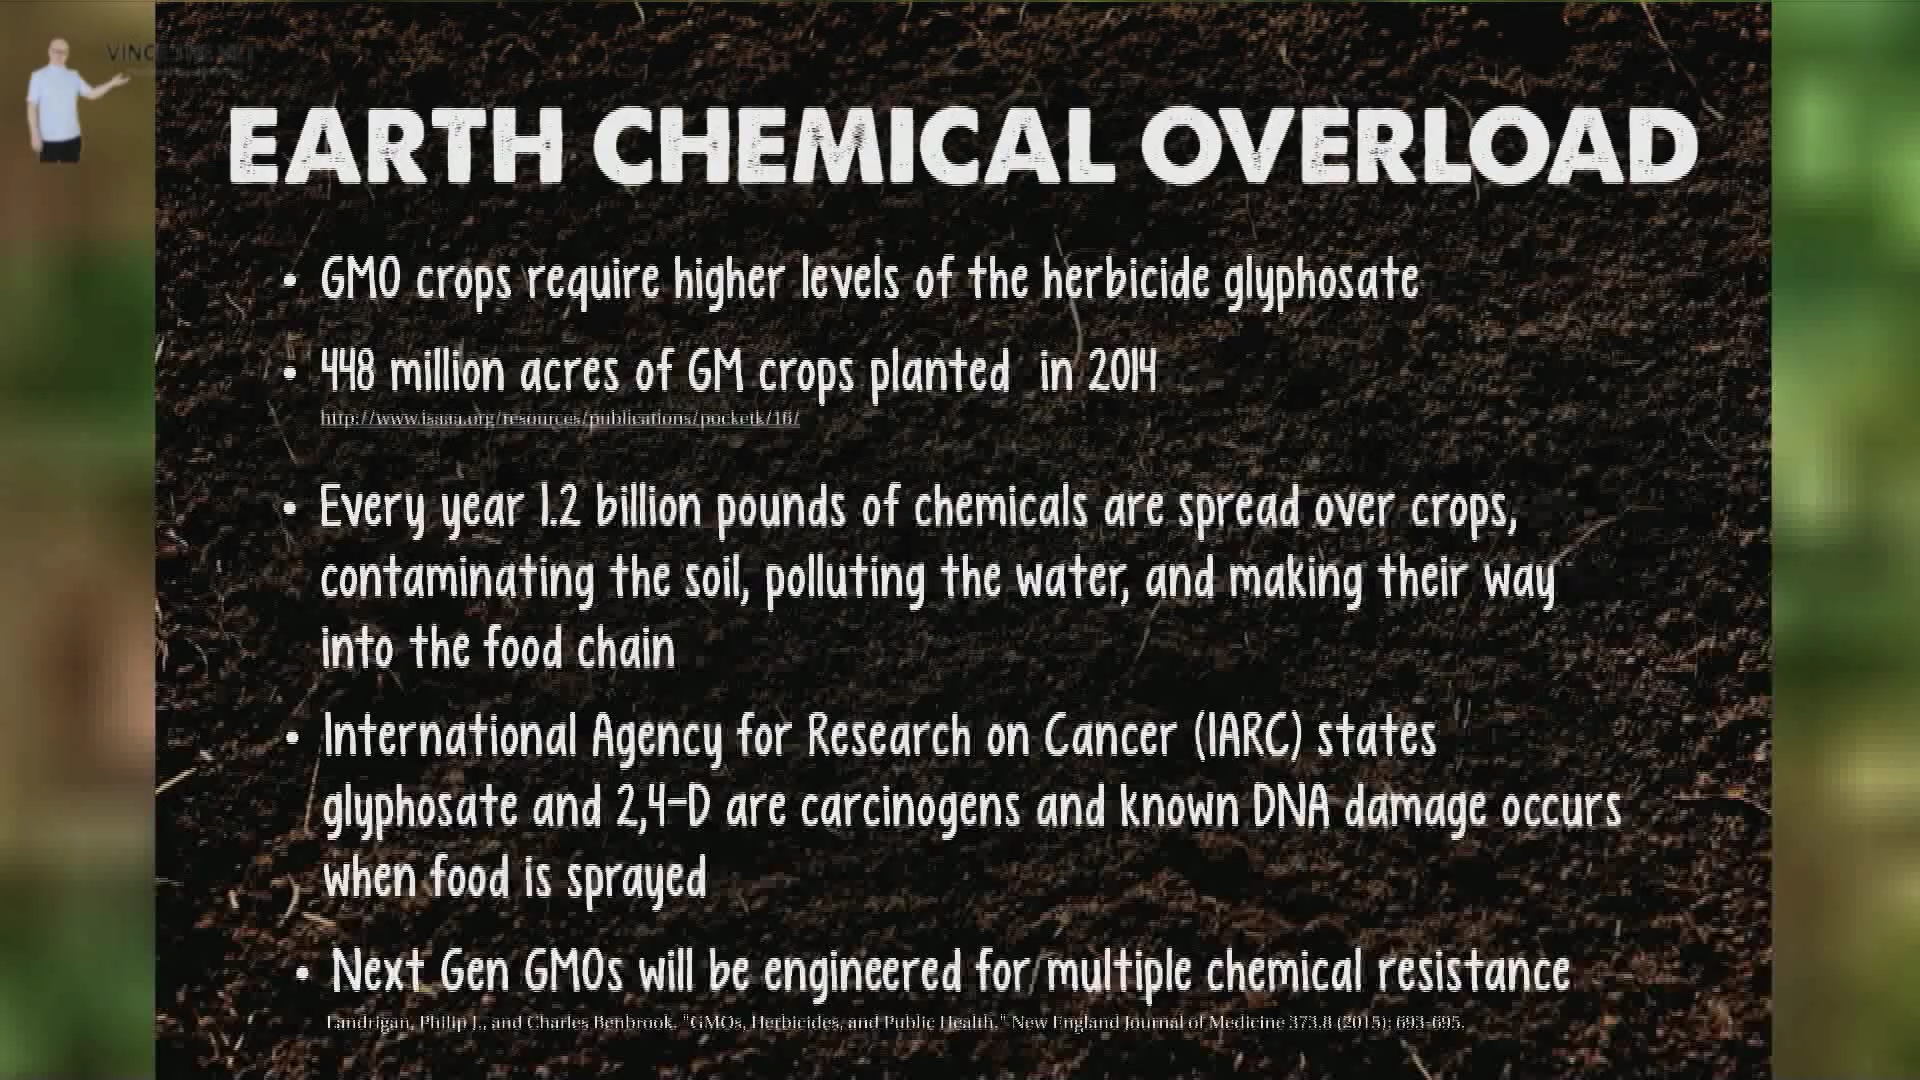 EARTH CHEMICAL OVERLOAD
• GMO crops require higher levels of the herbicide glyphosate
• 448 million acres of GM crops planted in 2014
http://www.isaaa.org/resources/publications/pocketk/16/
• Every year 1.2 billion pounds of chemicals are spread over crops,
contaminating the soil, polluting the water, and making their way
into the food chain
• International Agency for Research on Cancer (IARC) states
glyphosate and 2,4-D are carcinogens and known DNA damage occurs
when food is sprayed
• Next Gen GMOs will be engineered for multiple chemical resistance
Landrigan, Philip J., and Charles Benbrook. "GMOs, Herbicides, and Public Health." New England Journal of Medicine 373.8 (2015): 693-695.